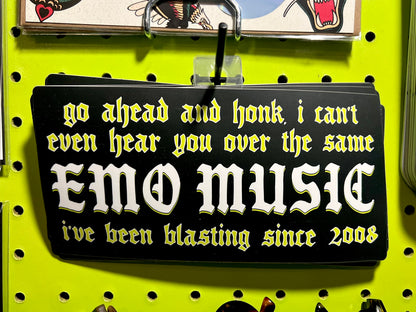 go ahead and honk, i can't
even hear you over the same
EMO MUSIC
i've been blasting since 2008